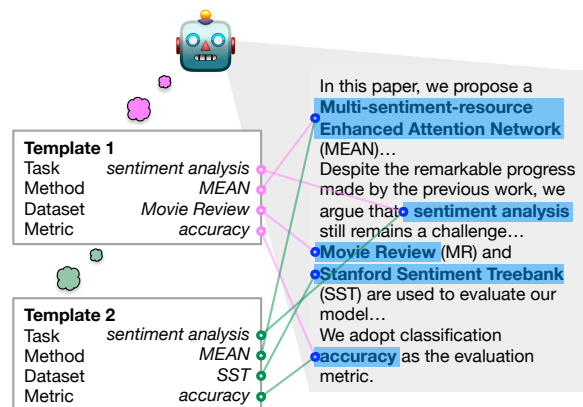 In this paper, we propose a
Multi-sentiment-resource
Enhanced Attention Network
(MEAN)…
Despite the remarkable progress
made by the previous work, we
argue that sentiment analysis
still remains a challenge…
Movie Review (MR) and
Stanford Sentiment Treebank
(SST) are used to evaluate our
model…
We adopt classification
accuracy as the evaluation
metric.
Template 1
Task sentiment analysis
Method MEAN
Dataset Movie Review
Metric accuracy
Template 2
Task sentiment analysis
Method MEAN
Dataset SST
Metric accuracy